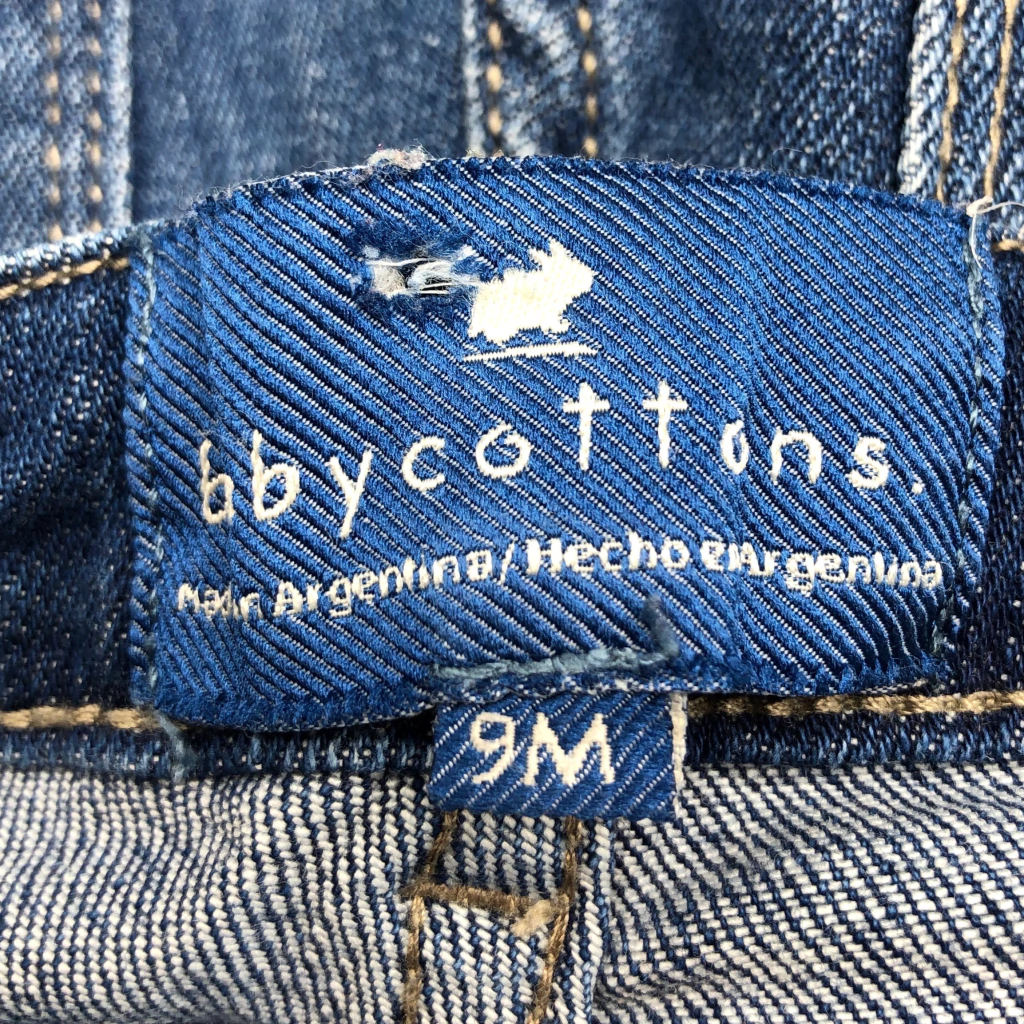 bbycottons.
Made in Argentina/Hecho en Argentina
9M